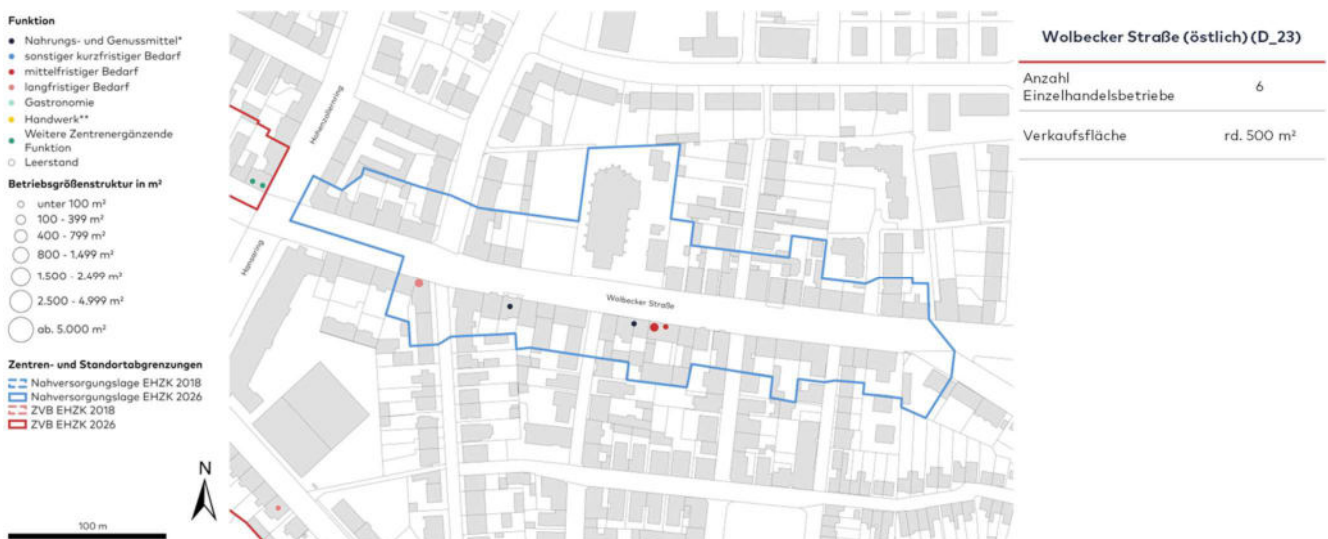 Funktion
Nahrungs- und Genussmittel*
sonstiger kurzfristiger Bedarf
mittelfristiger Bedarf
langfristiger Bedarf
Gastronomie
Handwerk**
Weitere Zentrenergänzende
Funktion
Leerstand
Betriebsgrößenstruktur in m²
unter 100 m²
100 - 399 m²
400 - 799 m²
800 - 1.499 m²
1.500 - 2.499 m²
2.500 - 4.999 m²
ab. 5.000 m²
Zentren- und Standortabgrenzungen
Nahversorgungslage EHZK 2018
Nahversorgungslage EHZK 2026
ZVB EHZK 2018
ZVB EHZK 2026
N
100 m
Hohenzollernring
Hansaring
Wolbecker Straße
Wolbecker Straße (östlich) (D_23)
Anzahl
Einzelhandelsbetriebe 6
Verkaufsfläche rd. 500 m²